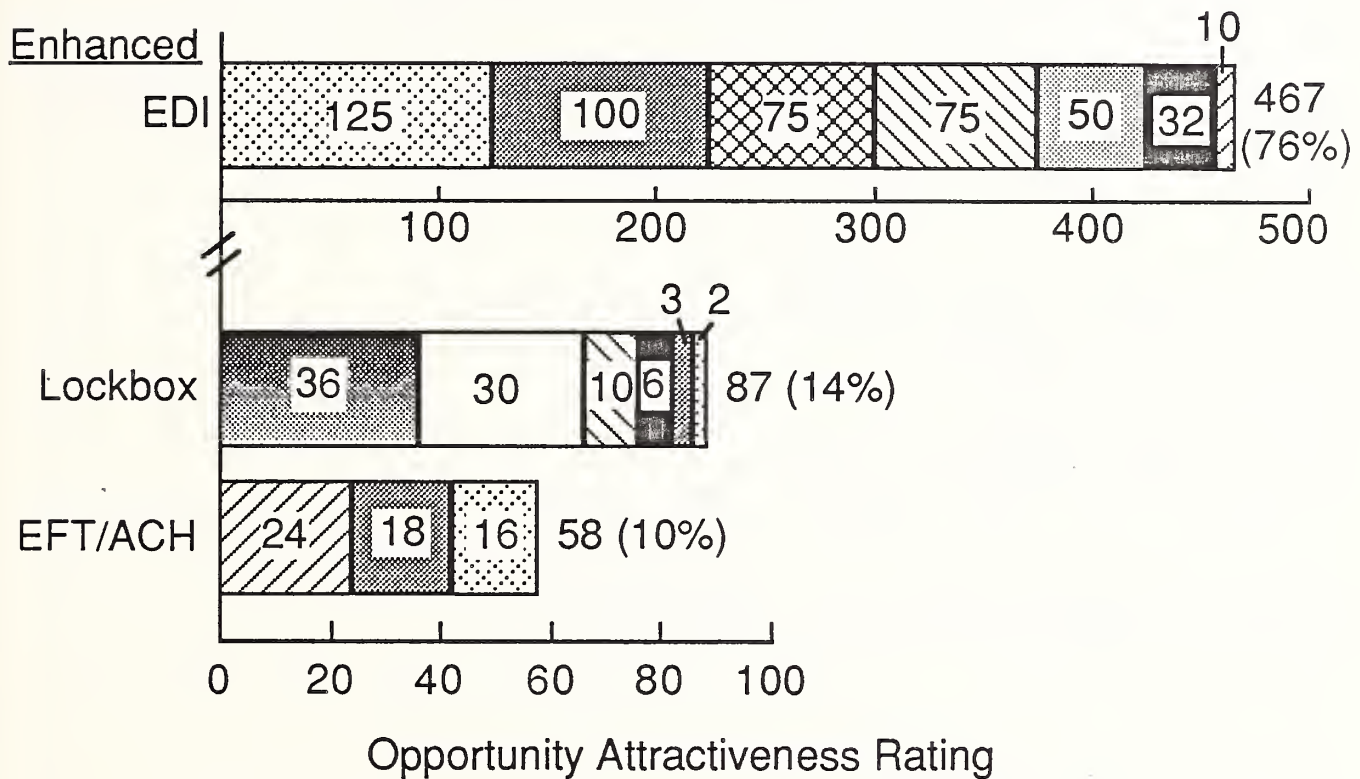 10
Enhanced
EDI 125 100 75 75 50 32 467
(76%)
100 200 300 400 500
3 2
Lockbox 36 30 10 6 87 (14%)
EFT/ACH 24 18 16 58 (10%)
0 20 40 60 80 100
Opportunity Attractiveness Rating